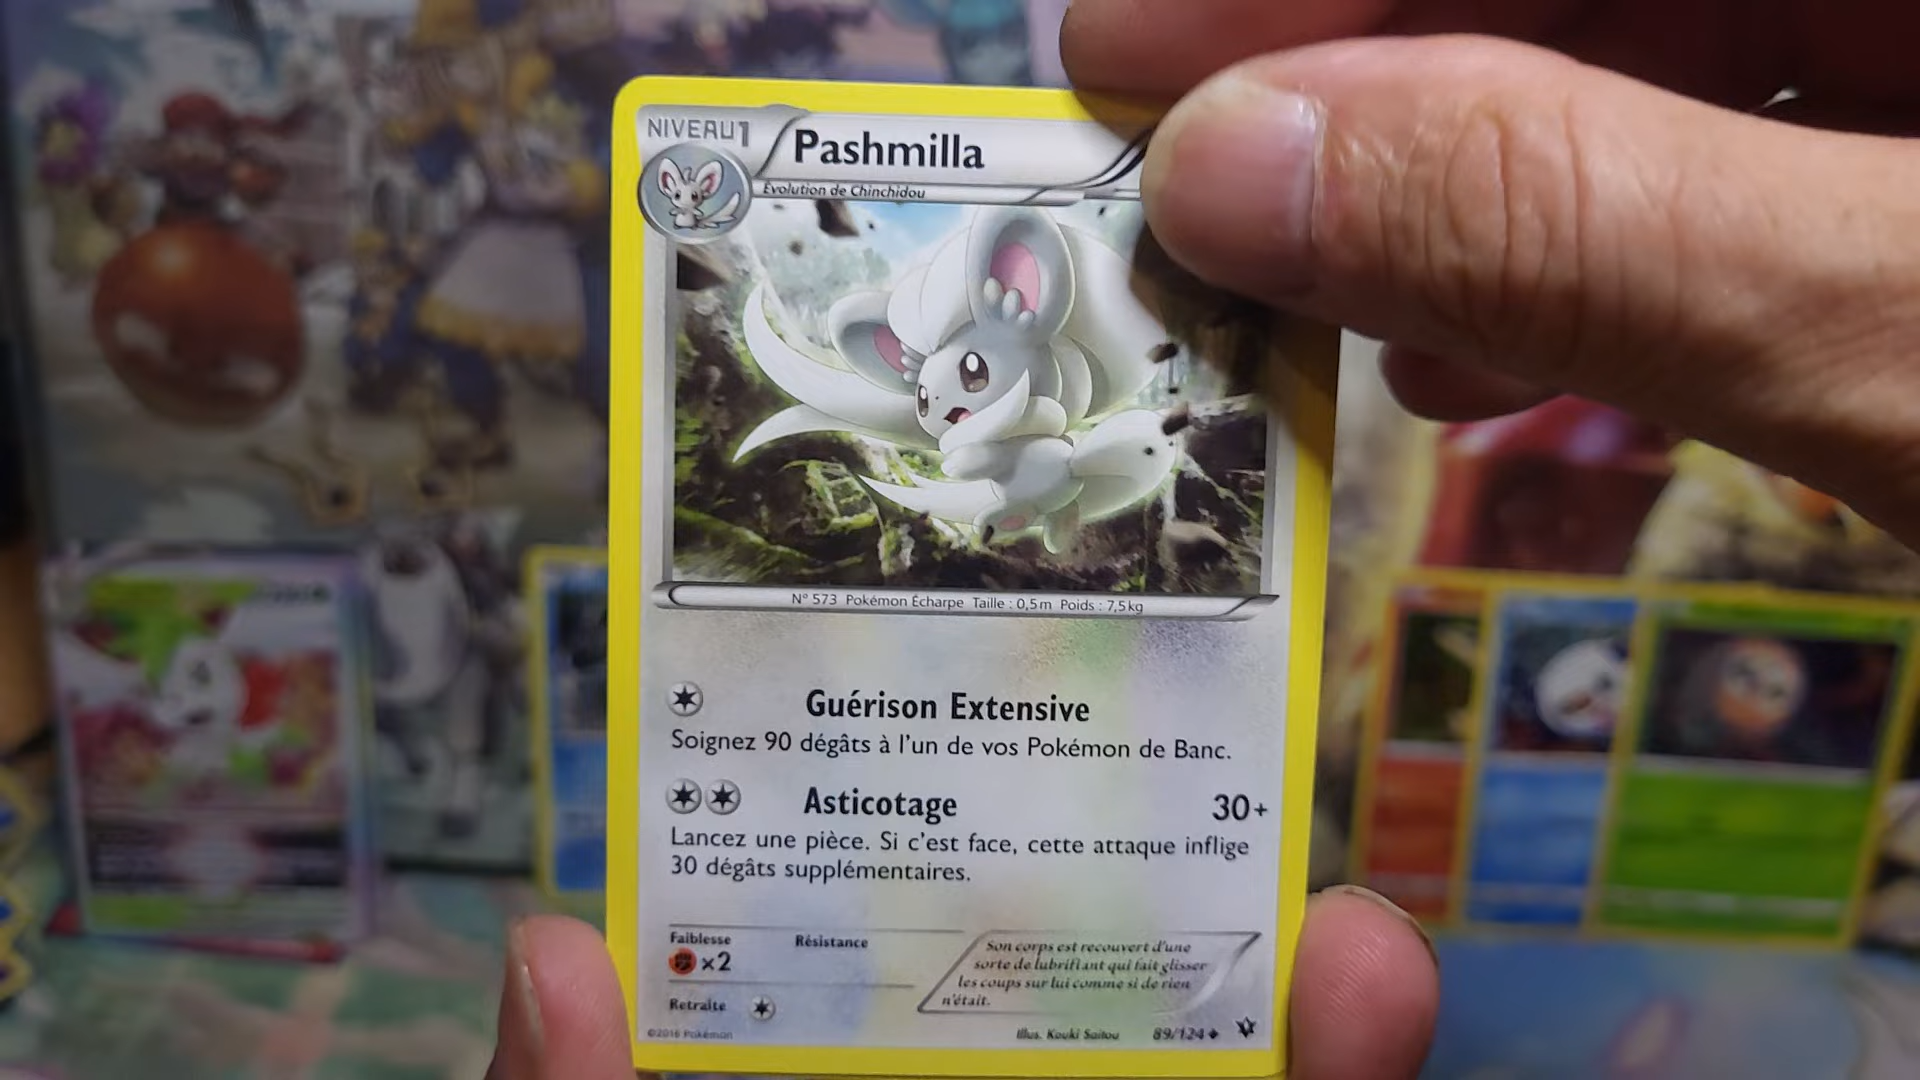 NIVEAU 1
Pashmilla
Évolution de Chinchidou
N° 573 Pokémon Écharpe Taille : 0,5 m Poids : 7,5 kg
Guérison Extensive
Soignez 90 dégâts à l'un de vos Pokémon de Banc.
Asticotage 30+
Lancez une pièce. Si c'est face, cette attaque inflige
30 dégâts supplémentaires.
Faiblesse Résistance
x2
Retraite
Son corps est recouvert d'une
sorte de lubrifiant qui fait glisser
les coups sur lui comme si de rien
n'était.
©2016 Pokémon Illus. Kouki Saitou 89/124